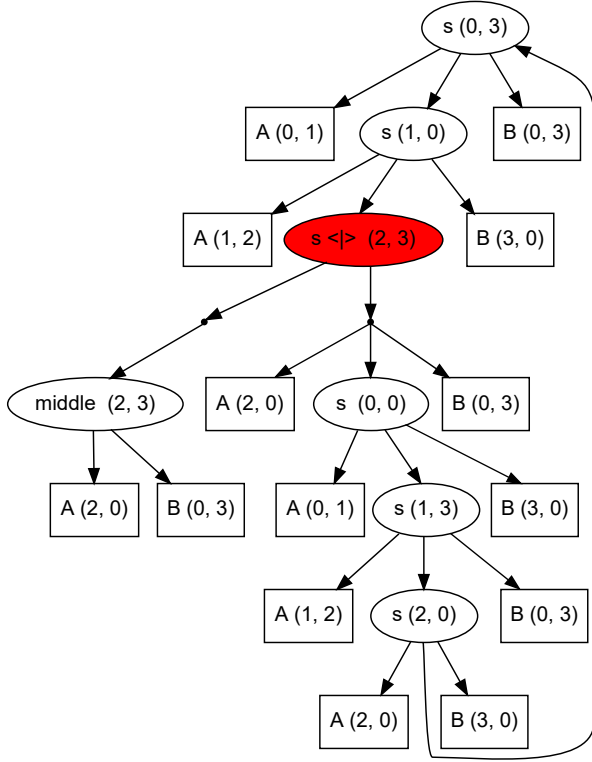 s (0, 3)
A (0, 1)
s (1, 0)
B (0, 3)
A (1, 2)
s <|>  (2, 3)
B (3, 0)
middle  (2, 3)
A (2, 0)
s  (0, 0)
B (0, 3)
A (2, 0)
B (0, 3)
A (0, 1)
s (1, 3)
B (3, 0)
A (1, 2)
s (2, 0)
B (0, 3)
A (2, 0)
B (3, 0)